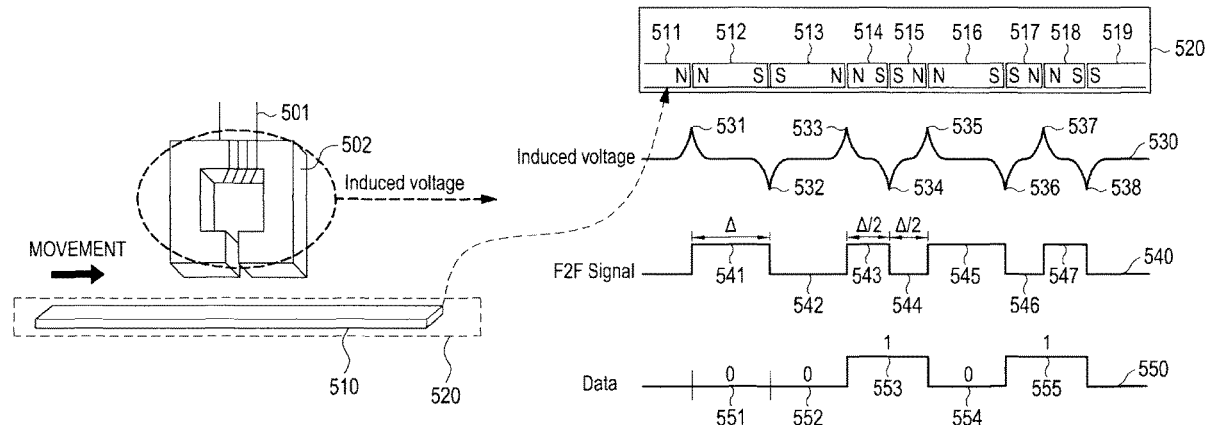 511 512 513 514 515 516 517 518 519
520
N N S S N N S S N N S S N N S S
501
502
531 533 535 537
Induced voltage
530
532 534 536 538
Induced voltage
MOVEMENT
Δ Δ/2 Δ/2
F2F Signal
541 543 545 547 540
542 544 546
510
520
1 1
Data
0 0 553 0 555 550
551 552 554